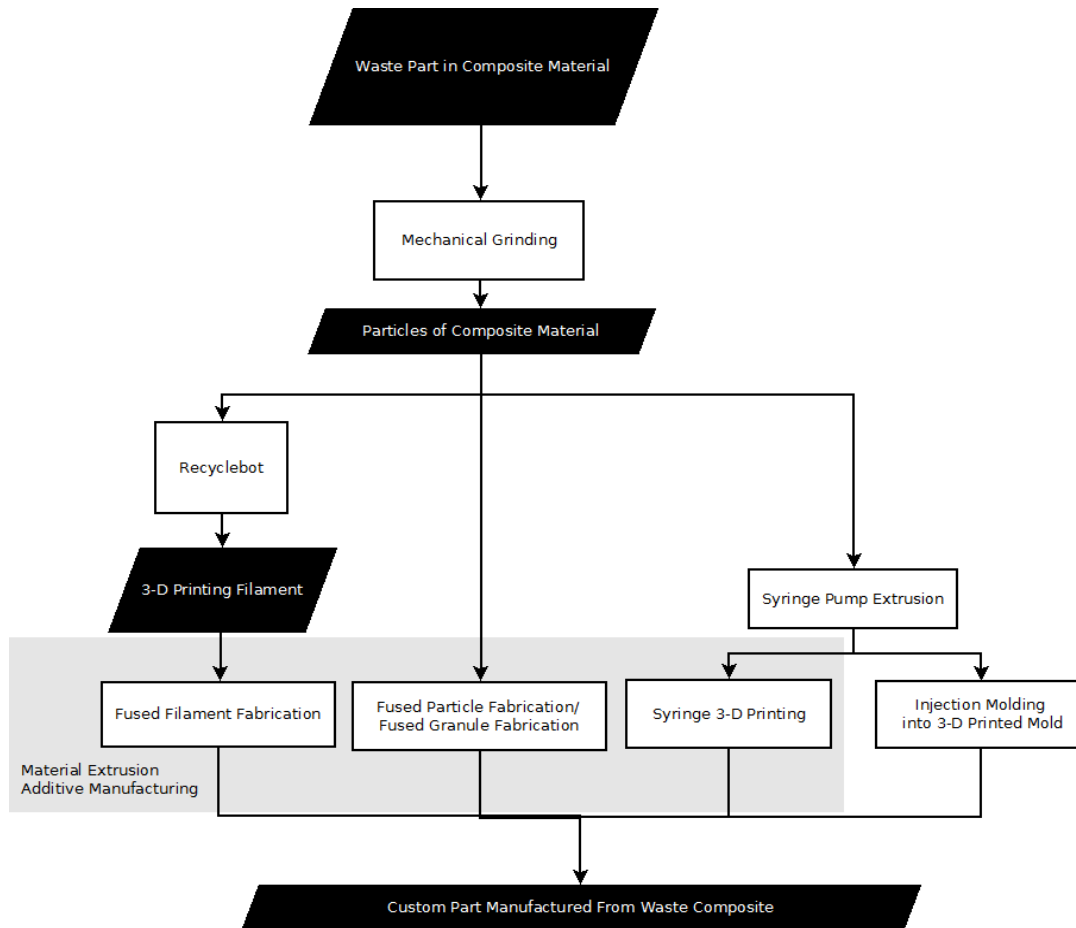 Waste Part in Composite Material
Mechanical Grinding
Particles of Composite Material
Recyclebot
3-D Printing Filament
Syringe Pump Extrusion
Fused Filament Fabrication
Fused Particle Fabrication/
Fused Granule Fabrication
Syringe 3-D Printing
Injection Molding
into 3-D Printed Mold
Material Extrusion
Additive Manufacturing
Custom Part Manufactured From Waste Composite